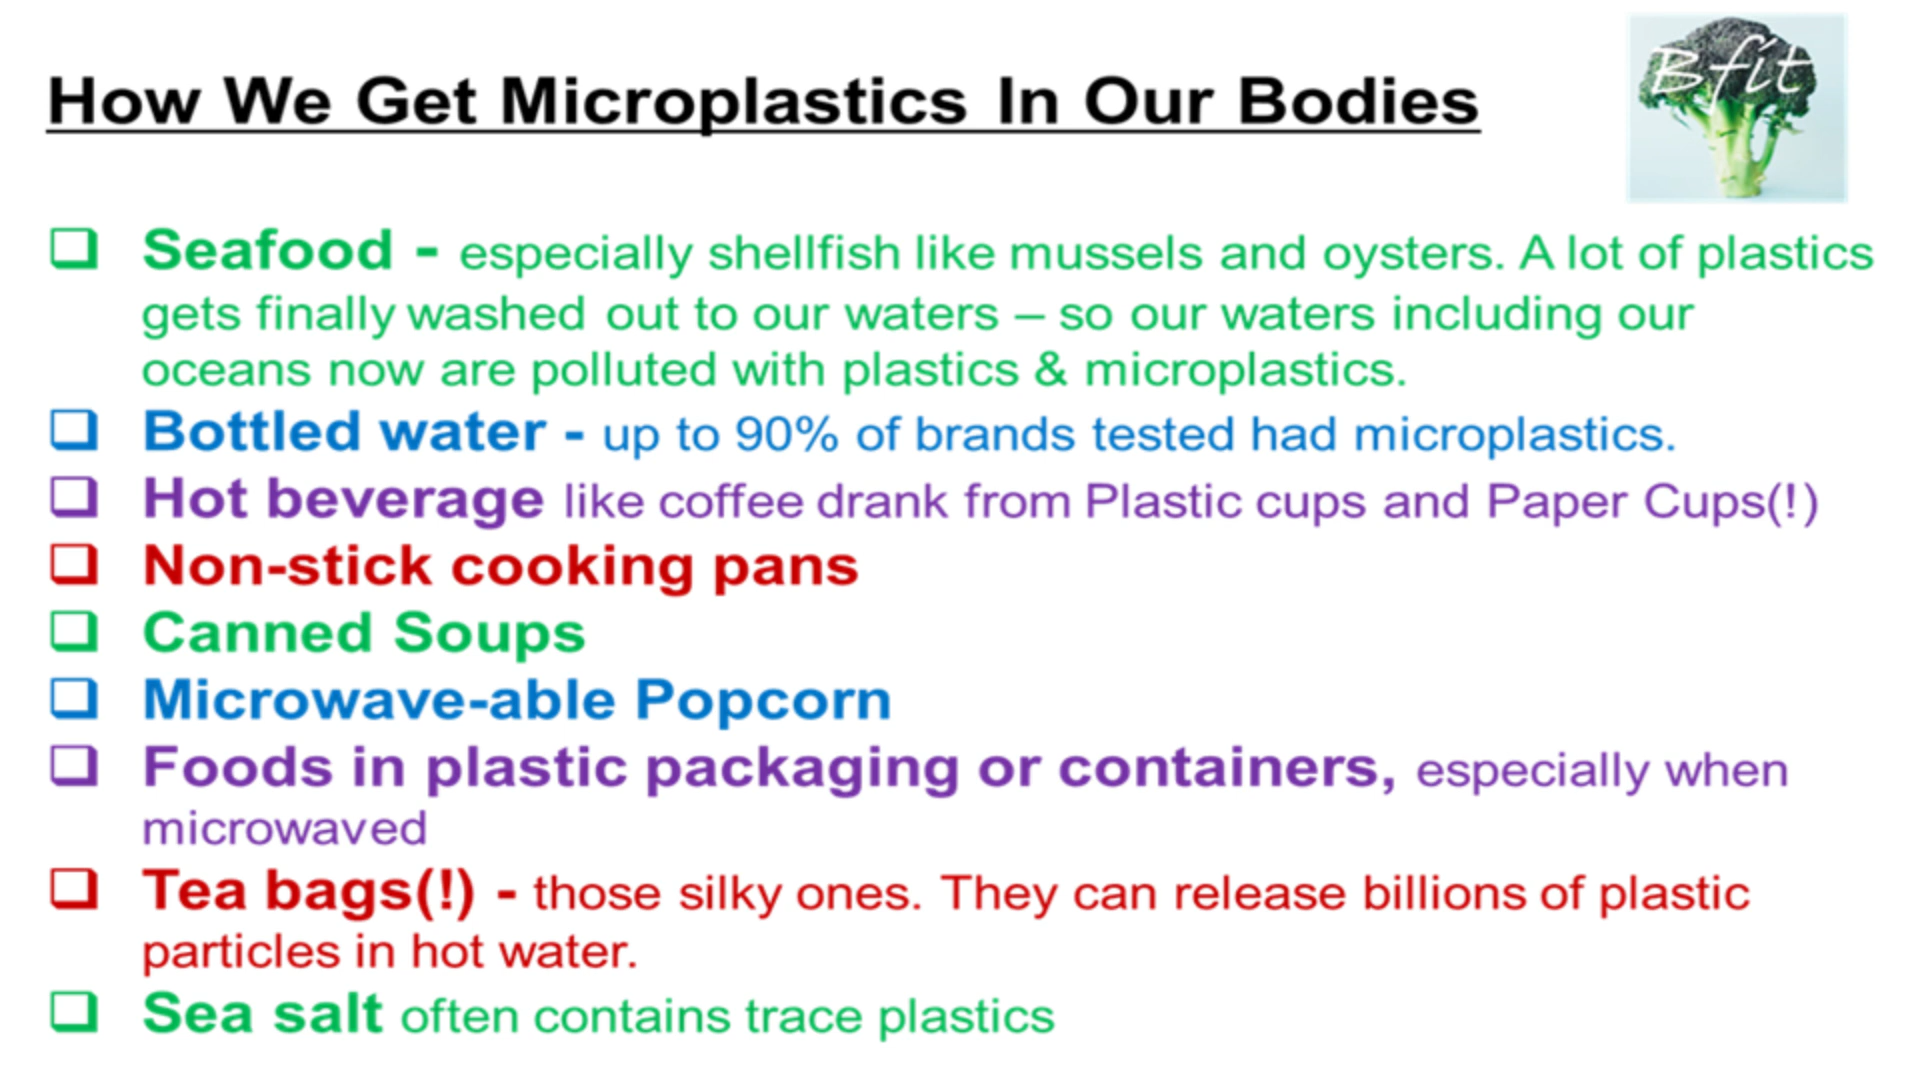 How We Get Microplastics In Our Bodies
Bfit
Seafood - especially shellfish like mussels and oysters. A lot of plastics
gets finally washed out to our waters – so our waters including our
oceans now are polluted with plastics & microplastics.
Bottled water - up to 90% of brands tested had microplastics.
Hot beverage like coffee drank from Plastic cups and Paper Cups(!)
Non-stick cooking pans
Canned Soups
Microwave-able Popcorn
Foods in plastic packaging or containers, especially when
microwaved
Tea bags(!) - those silky ones. They can release billions of plastic
particles in hot water.
Sea salt often contains trace plastics